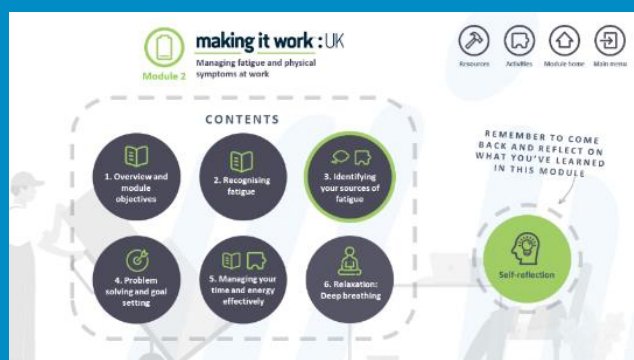 making it work : UK
Module 2
Managing fatigue and physical
symptoms at work
Resources
Activities
Module home
Main menu
CONTENTS
1. Overview and
module
objectives
2. Recognising
fatigue
3. Identifying
your sources of
fatigue
4. Problem
solving and goal
setting
5. Managing your
time and energy
effectively
6. Relaxation:
Deep breathing
REMEMBER TO COME
BACK AND REFLECT ON
WHAT YOU'VE LEARNED
IN THIS MODULE
Self-reflection